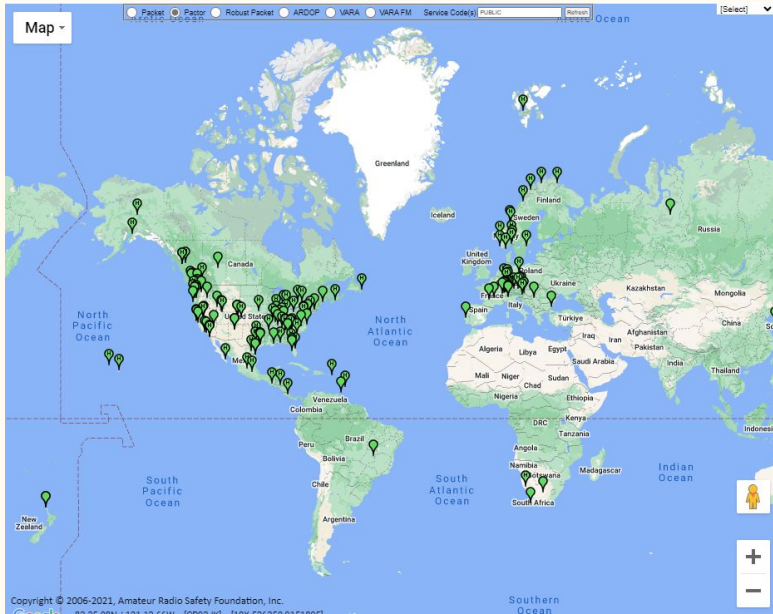 Packet Pactor Robust Packet ARDOP VARA VARA FM Service Code(s) PUBLIC Refresh [Select]
Arctic Ocean
Map
Greenland
Iceland
Finland
Sweden
Russia
Canada
United Kingdom
Poland
Ukraine
Kazakhstan
Mongolia
France
Italy
Spain
Türkiye
China
North Pacific Ocean
United States
North Atlantic Ocean
Afghanistan
Iraq
Iran
Pakistan
Algeria
Libya
Egypt
Saudi Arabia
India
Thailand
Mali
Niger
Chad
Sudan
Nigeria
Ethiopia
Venezuela
Colombia
DRC
Kenya
Tanzania
Indonesi
Peru
Brazil
Bolivia
Angola
Namibia
Botswana
Madagascar
South Pacific Ocean
South Atlantic Ocean
Indian Ocean
Chile
South Africa
New Zealand
Argentina
Southern Ocean
Copyright © 2006-2021, Amateur Radio Safety Foundation, Inc.